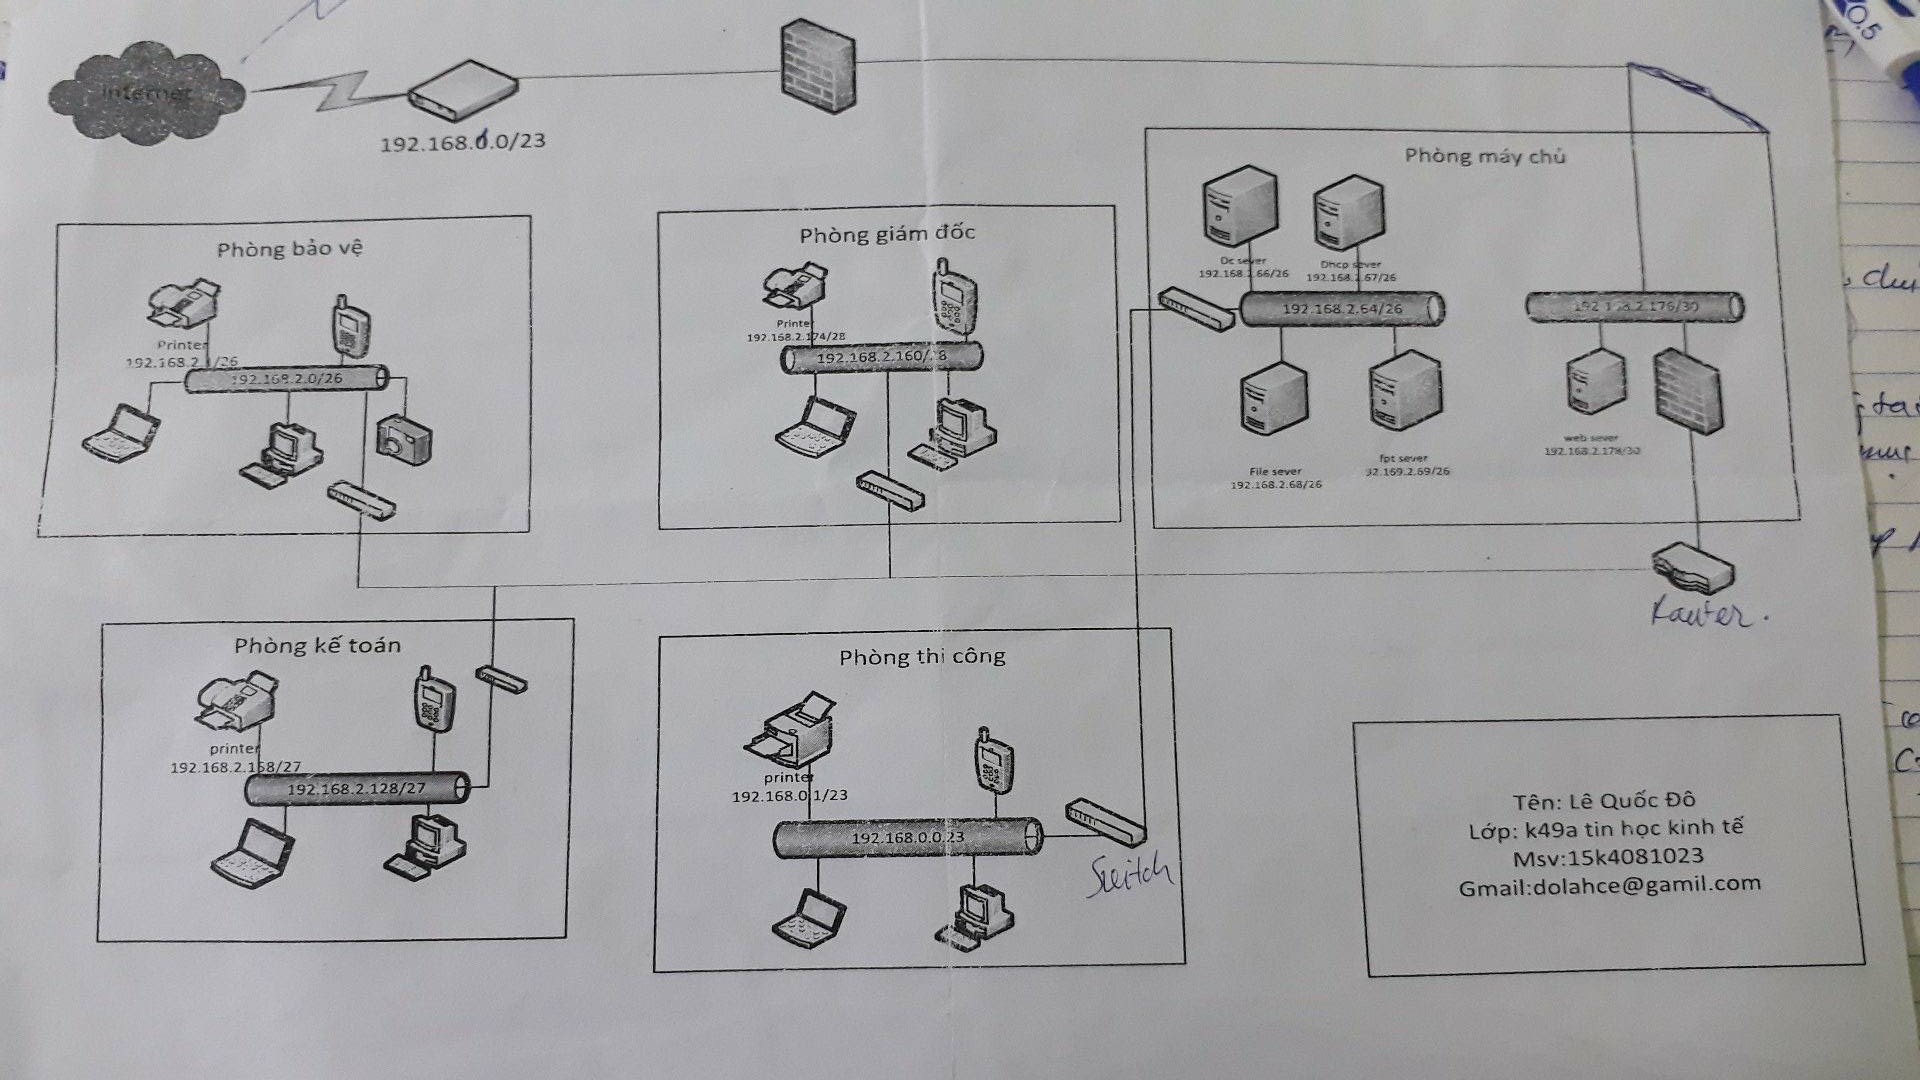 Internet
192.168.0.0/23
0.5
Phòng máy chủ
Dc sever
192.168.2.66/26
Dhcp sever
192.168.2.67/26
192.168.2.64/26
192.168.2.176/30
File sever
192.168.2.68/26
fpt sever
92.169.2.69/26
web sever
192.168.2.178/30
Phòng bảo vệ
Printer
192.168.2.1/26
192.168.2.0/26
Phòng giám đốc
Printer
192.168.2.174/28
192.168.2.160/28
Rauter.
Phòng kế toán
printer
192.168.2.158/27
192.168.2.128/27
Phòng thi công
printer
192.168.0.1/23
192.168.0.0.23
Switch
Tên: Lê Quốc Đô
Lớp: k49a tin học kinh tế
Msv:15k4081023
Gmail:dolahce@gamil.com